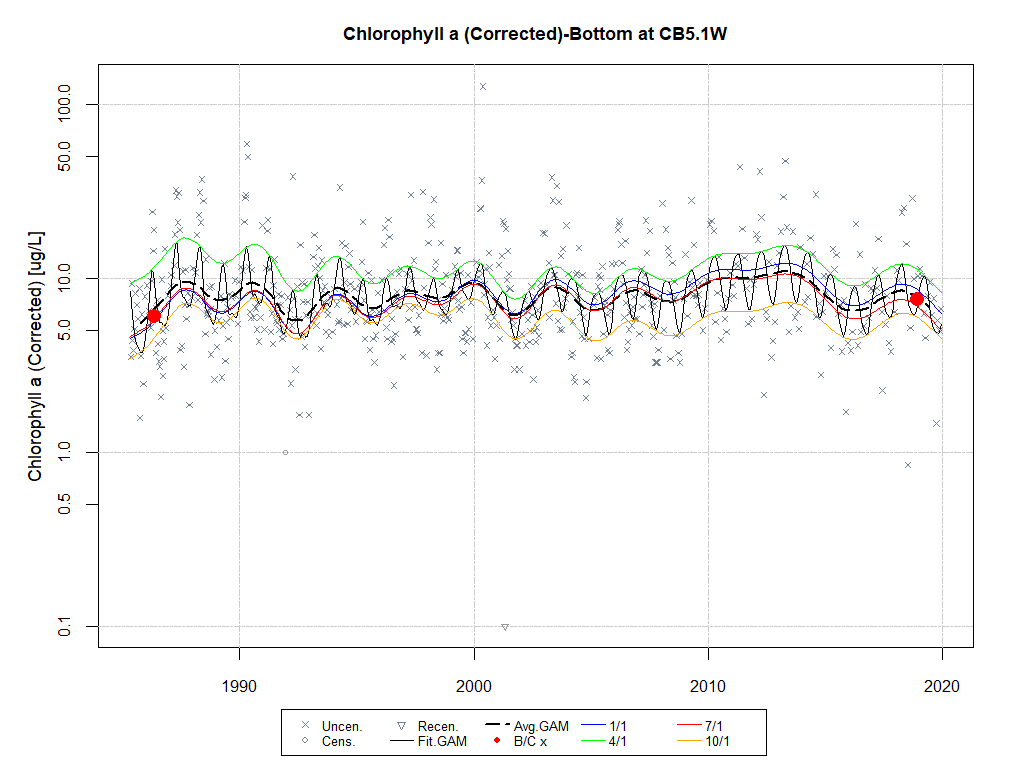 Chlorophyll a (Corrected)-Bottom at CB5.1W
Chlorophyll a (Corrected) [ug/L]
100.0
50.0
10.0
5.0
1.0
0.5
0.1
1990 2000 2010 2020
Uncen. Recen. Avg.GAM 1/1 7/1
Cens. Fit.GAM B/C x 4/1 10/1